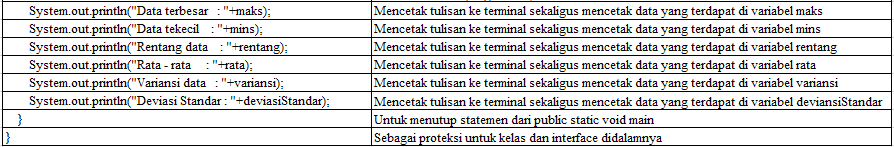 System.out.println("Data terbesar : "+maks); Mencetak tulisan ke terminal sekaligus mencetak data yang terdapat di variabel maks
System.out.println("Data tekecil : "+mins); Mencetak tulisan ke terminal sekaligus mencetak data yang terdapat di variabel mins
System.out.println("Rentang data : "+rentang); Mencetak tulisan ke terminal sekaligus mencetak data yang terdapat di variabel rentang
System.out.println("Rata - rata : "+rata); Mencetak tulisan ke terminal sekaligus mencetak data yang terdapat di variabel rata
System.out.println("Variansi data : "+variansi); Mencetak tulisan ke terminal sekaligus mencetak data yang terdapat di variabel variansi
System.out.println("Deviasi Standar : "+deviasiStandar); Mencetak tulisan ke terminal sekaligus mencetak data yang terdapat di variabel deviansiStandar
} Untuk menutup statemen dari public static void main
} Sebagai proteksi untuk kelas dan interface didalamnya